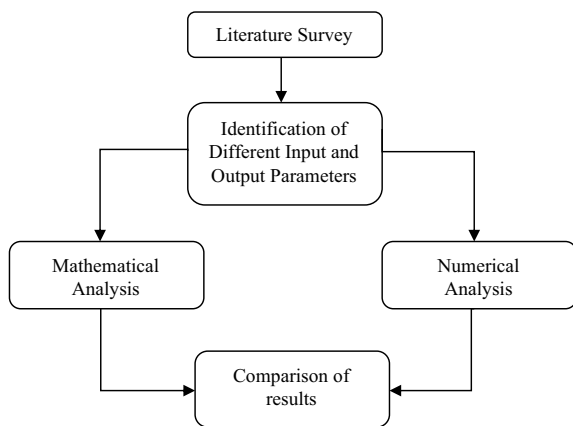 Literature Survey
Identification of
Different Input and
Output Parameters
Mathematical
Analysis
Numerical
Analysis
Comparison of
results